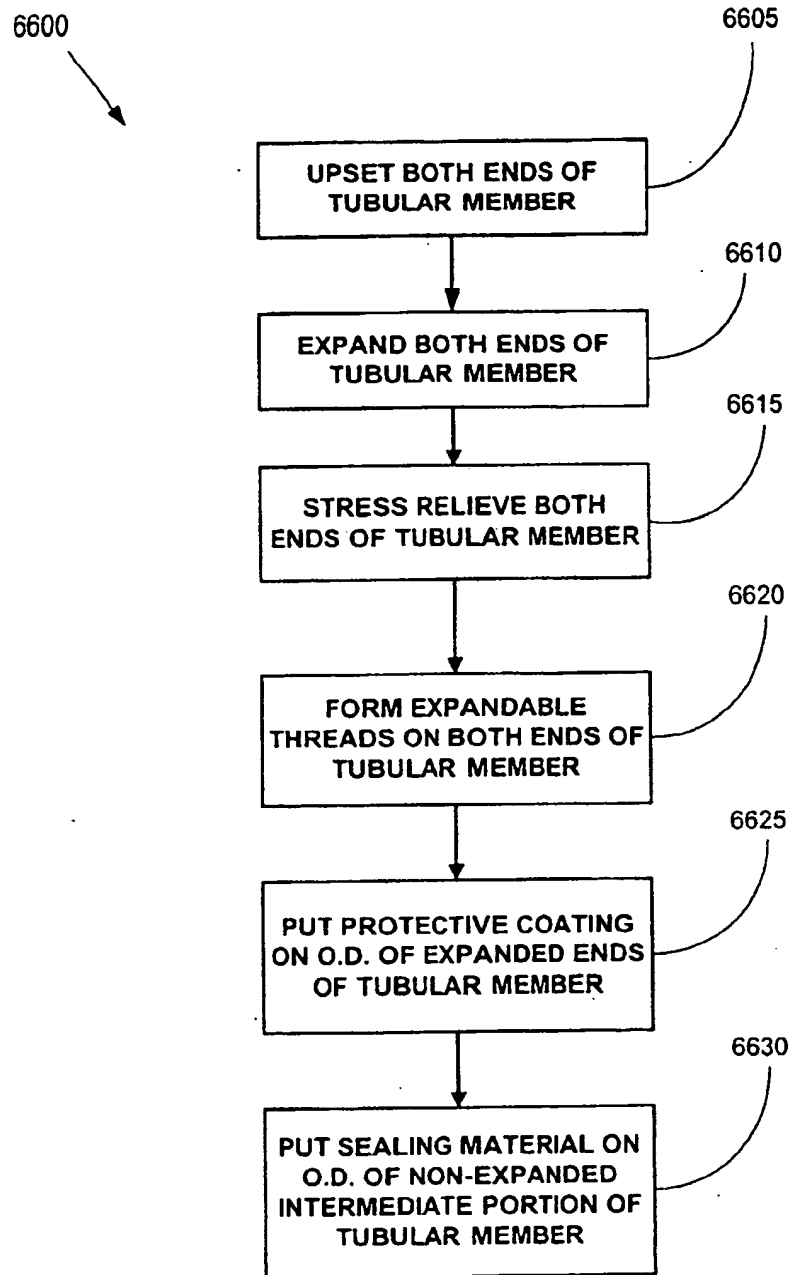 6600
6605
UPSET BOTH ENDS OF
TUBULAR MEMBER
6610
EXPAND BOTH ENDS OF
TUBULAR MEMBER
6615
STRESS RELIEVE BOTH
ENDS OF TUBULAR MEMBER
6620
FORM EXPANDABLE
THREADS ON BOTH ENDS OF
TUBULAR MEMBER
6625
PUT PROTECTIVE COATING
ON O.D. OF EXPANDED ENDS
OF TUBULAR MEMBER
6630
PUT SEALING MATERIAL ON
O.D. OF NON-EXPANDED
INTERMEDIATE PORTION OF
TUBULAR MEMBER